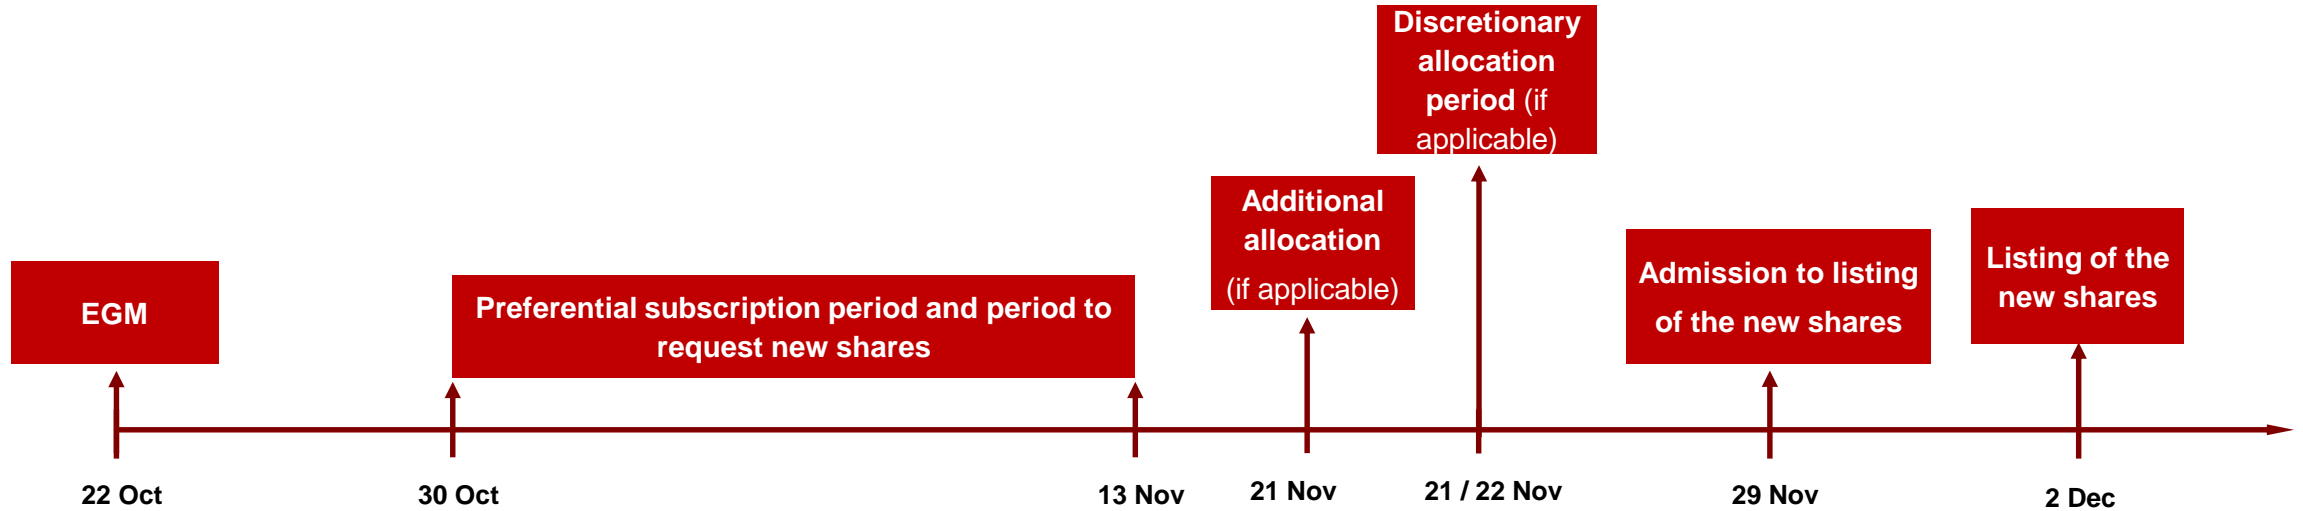 EGM
Preferential subscription period and period to
request new shares
Additional
allocation
(if applicable)
Discretionary
allocation
period (if
applicable)
Admission to listing
of the new shares
Listing of the
new shares
22 Oct
30 Oct
13 Nov
21 Nov
21 / 22 Nov
29 Nov
2 Dec